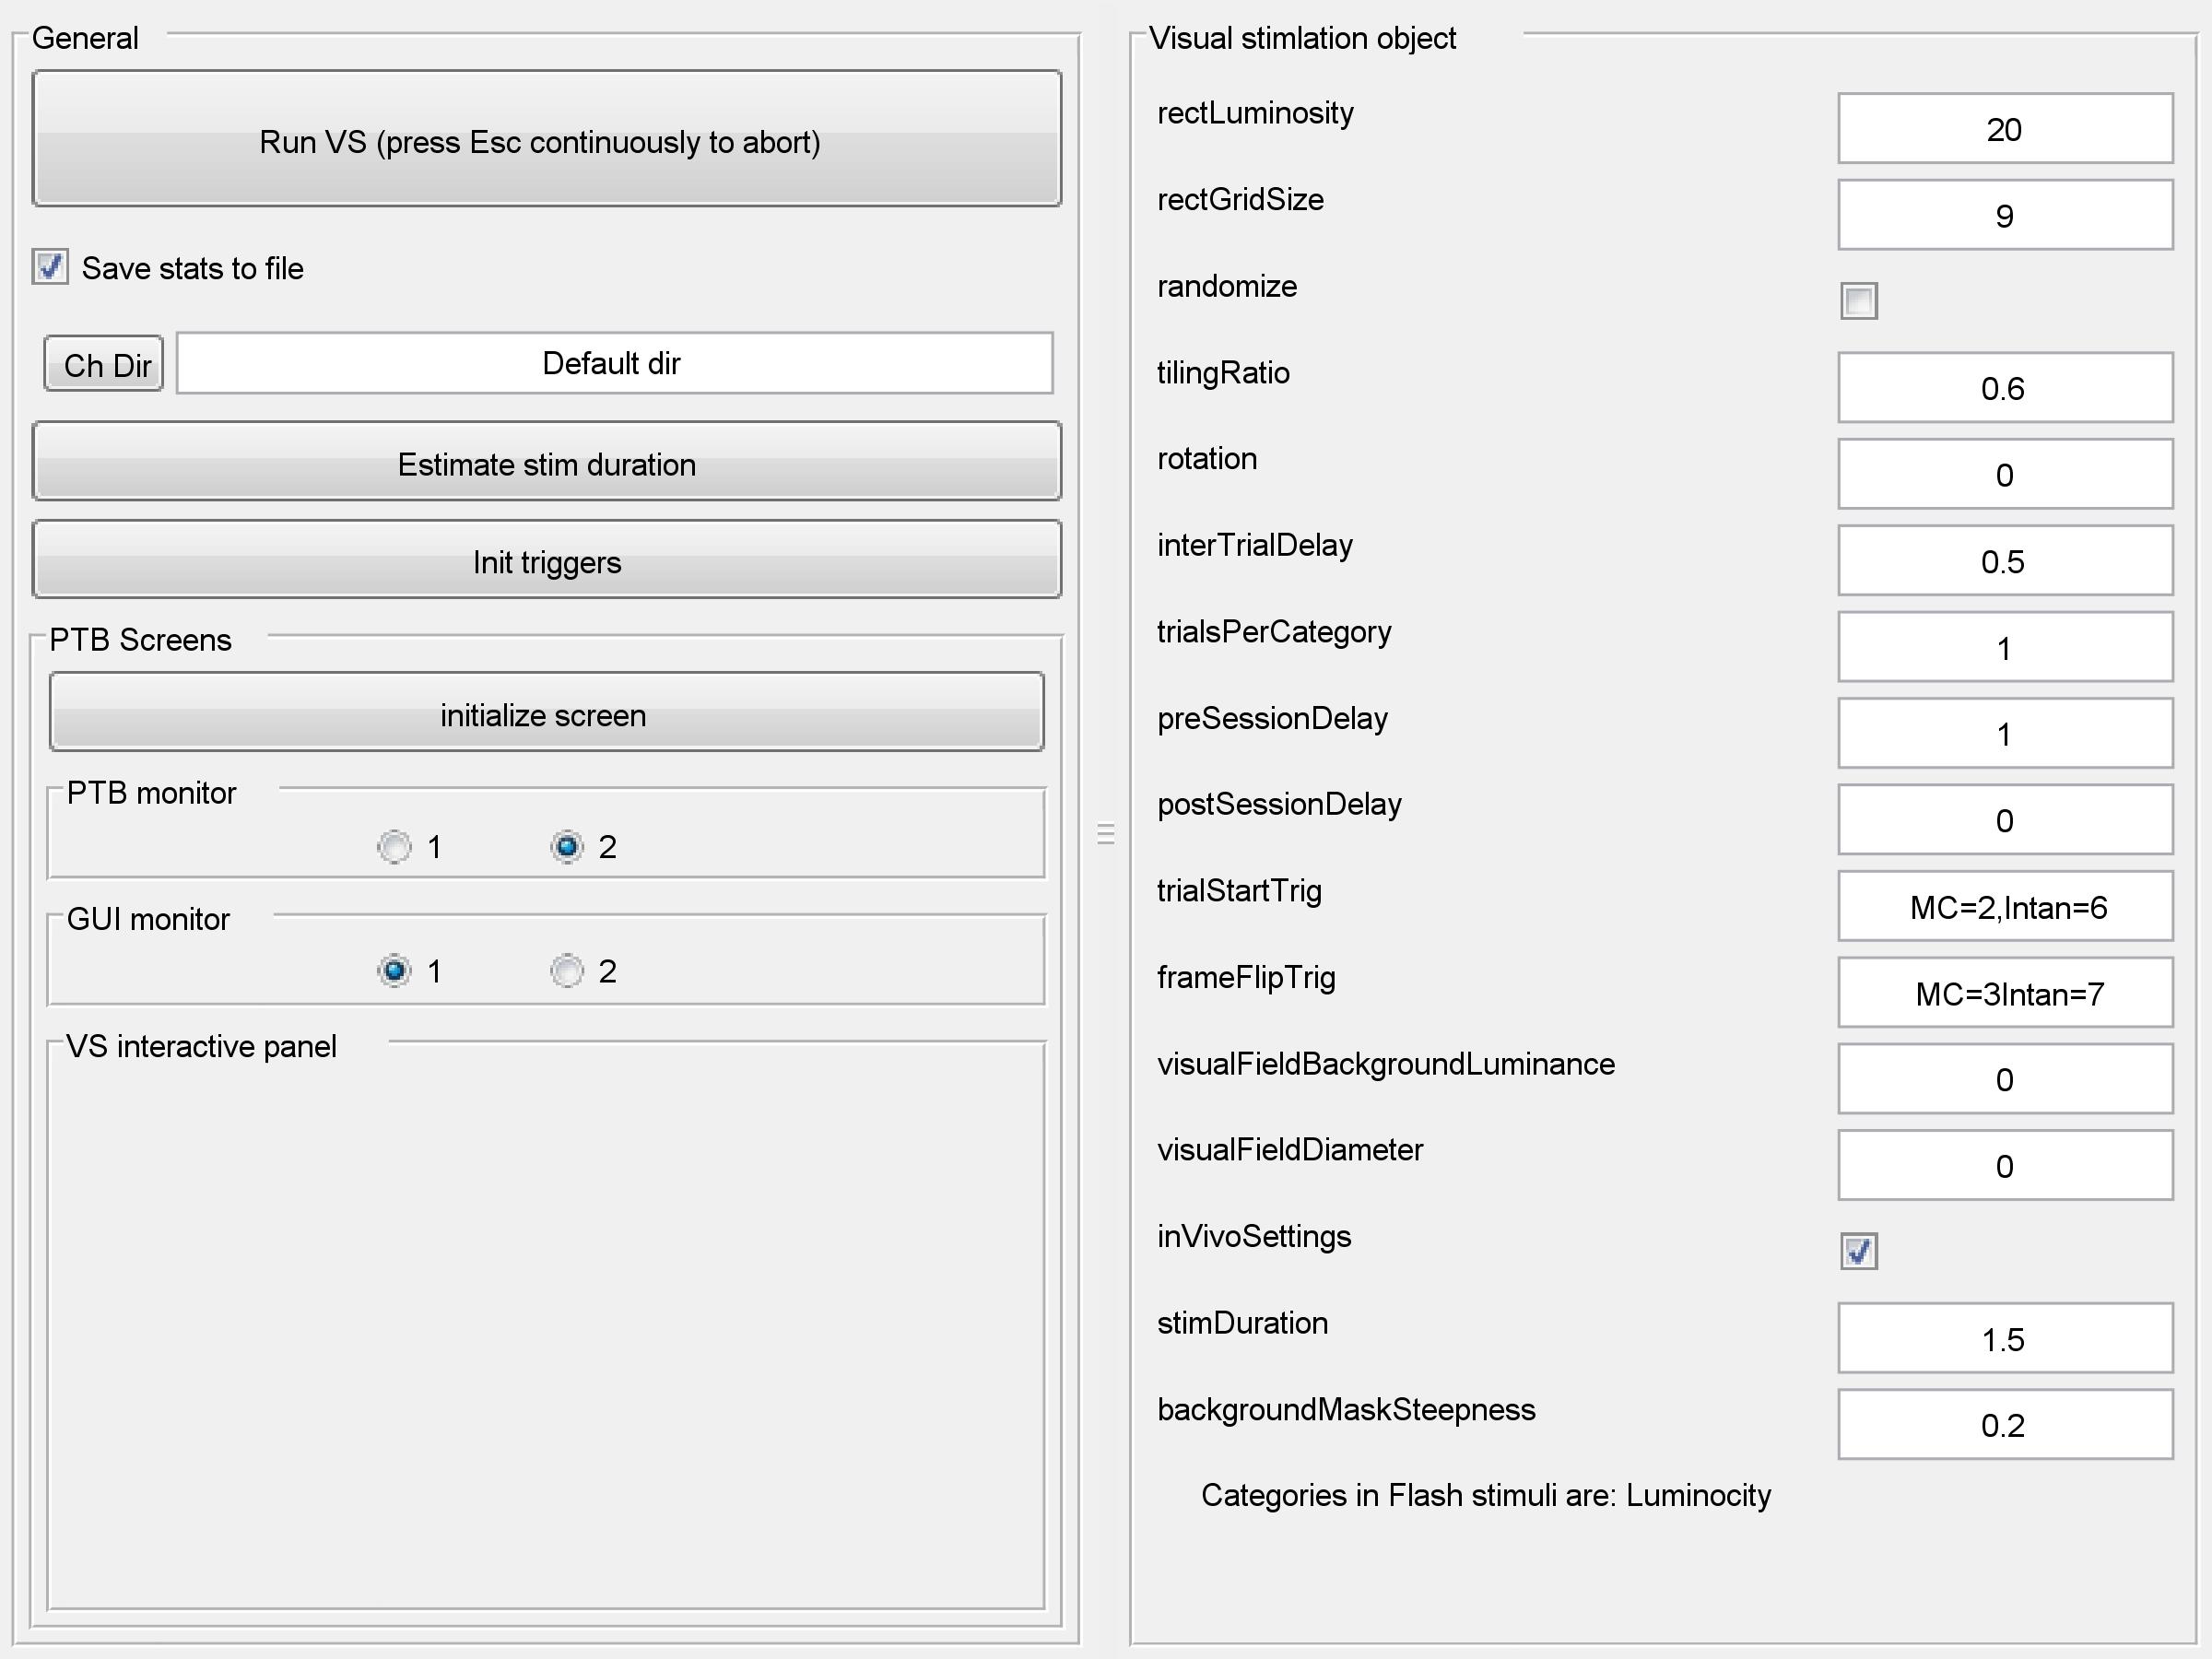 General
Run VS (press Esc continuously to abort)
Save stats to file
Ch Dir
Default dir
Estimate stim duration
Init triggers
PTB Screens
initialize screen
PTB monitor
1 2
GUI monitor
1 2
VS interactive panel
Visual stimlation object
rectLuminosity 20
rectGridSize 9
randomize
tilingRatio 0.6
rotation 0
interTrialDelay 0.5
trialsPerCategory 1
preSessionDelay 1
postSessionDelay 0
trialStartTrig MC=2,Intan=6
frameFlipTrig MC=3Intan=7
visualFieldBackgroundLuminance 0
visualFieldDiameter 0
inVivoSettings
stimDuration 1.5
backgroundMaskSteepness 0.2
Categories in Flash stimuli are: Luminocity